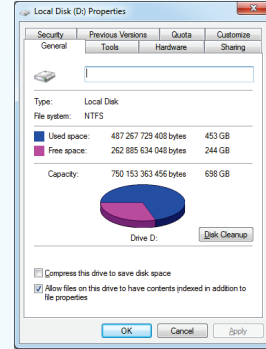 Local Disk (D:) Properties
Security Previous Versions Quota Customize
General Tools Hardware Sharing
Type: Local Disk
File system: NTFS
Used space: 487 267 729 408 bytes 453 GB
Free space: 262 885 634 048 bytes 244 GB
Capacity: 750 153 363 456 bytes 698 GB
Drive D: Disk Cleanup
Compress this drive to save disk space
Allow files on this drive to have contents indexed in addition to
file properties
OK Cancel Apply